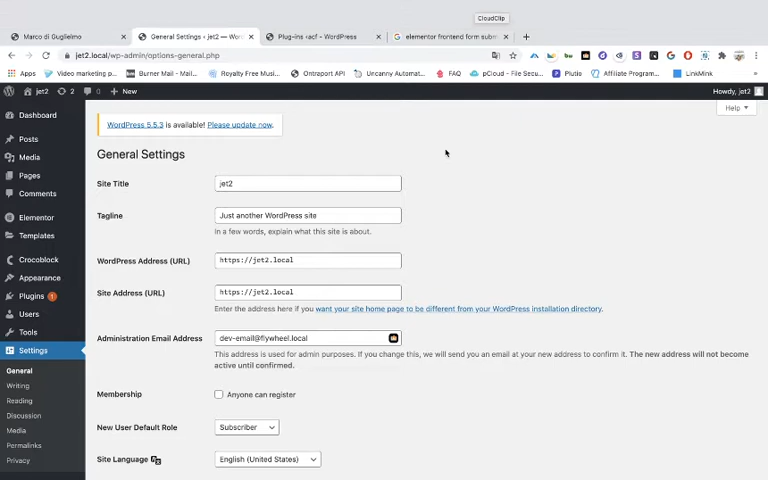 CloudClip
Marco di Guglielmo
General Settings ‹ jet2 — Wor
Plug-ins ‹acf - WordPress
elementor frontend form subm
jet2.local/wp-admin/options-general.php
Apps
Video marketing p...
Burner Mail - Mail...
Royalty Free Musi...
Ontraport API
Uncanny Automat...
FAQ
pCloud - File Secu...
Plutio
Affiliate Program...
LinkMink
jet2
2
0
New
Howdy, jet2
Help
Dashboard
Posts
Media
Pages
Comments
Elementor
Templates
Crocoblock
Appearance
Plugins 1
Users
Tools
Settings
General
Writing
Reading
Discussion
Media
Permalinks
Privacy
WordPress 5.5.3 is available! Please update now.
General Settings
Site Title
jet2
Tagline
Just another WordPress site
In a few words, explain what this site is about.
WordPress Address (URL)
https://jet2.local
Site Address (URL)
https://jet2.local
Enter the address here if you want your site home page to be different from your WordPress installation directory.
Administration Email Address
dev-email@flywheel.local
This address is used for admin purposes. If you change this, we will send you an email at your new address to confirm it. The new address will not become
active until confirmed.
Membership
Anyone can register
New User Default Role
Subscriber
Site Language
English (United States)